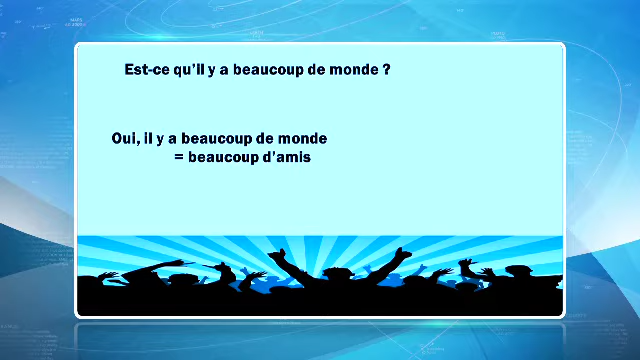 Est-ce qu'il y a beaucoup de monde ?
Oui, il y a beaucoup de monde
= beaucoup d'amis